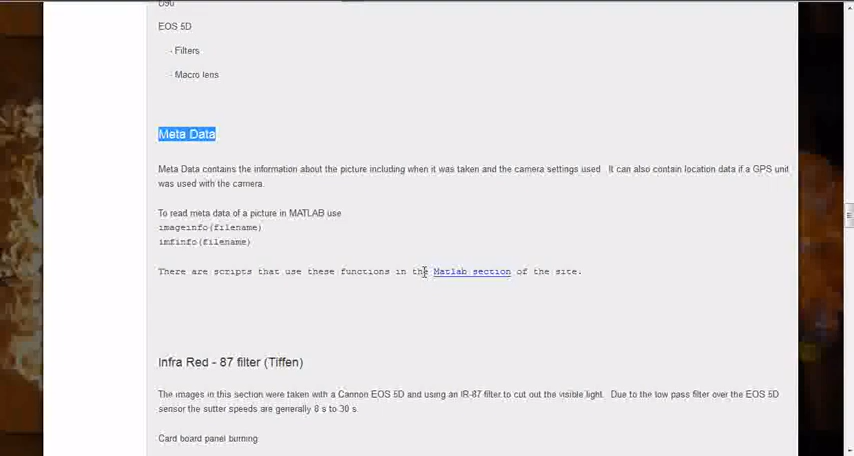 D90
EOS 5D
- Filters
- Macro lens
Meta Data
Meta Data contains the information about the picture including when it was taken and the camera settings used. It can also contain location data if a GPS unit
was used with the camera.
To read meta data of a picture in MATLAB use
imageinfo(filename)
imfinfo(filename)
There are scripts that use these functions in the Matlab section of the site.
Infra Red - 87 filter (Tiffen)
The images in this section were taken with a Cannon EOS 5D and using an IR-87 filter to cut out the visible light. Due to the low pass filter over the EOS 5D
sensor the sutter speeds are generally 8 s to 30 s.
Card board panel burning